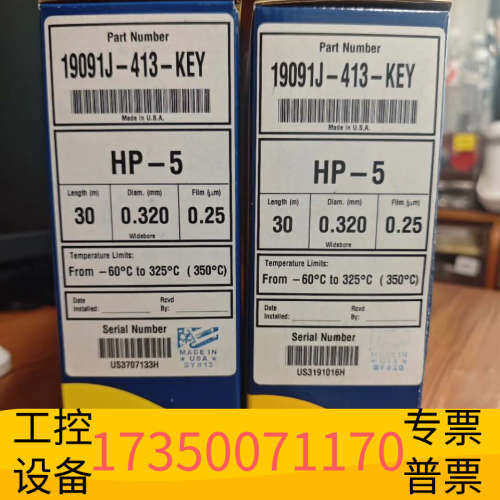 Part Number
19091J-413-KEY
Made in U.S.A.
HP-5
Length (m) Diam. (mm) Film (µm)
30 0.320 0.25
Widebore
Temperature Limits:
From -60°C to 325°C (350°C)
Date Installed: Rcvd By:
Serial Number
US3707133H
MADE IN
USA
Part Number
19091J-413-KEY
Made in U.S.A.
HP-5
Length (m) Diam. (mm) Film (µm)
30 0.320 0.25
Widebore
Temperature Limits:
From -60°C to 325°C (350°C)
Date Installed: Rcvd By:
Serial Number
US3191016H
MADE IN
USA
工控设备 17350071170 专票普票